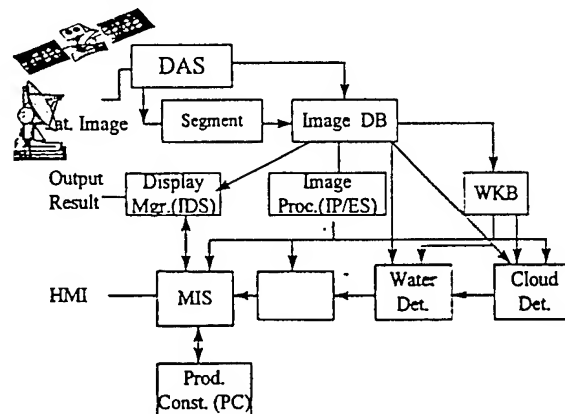 DAS
at. Image
Segment
Image DB
Output
Result
Display
Mgr.(IDS)
Image
Proc.(IP/ES)
WKB
HMI
MIS
Water
Det.
Cloud
Det.
Prod.
Const.(PC)